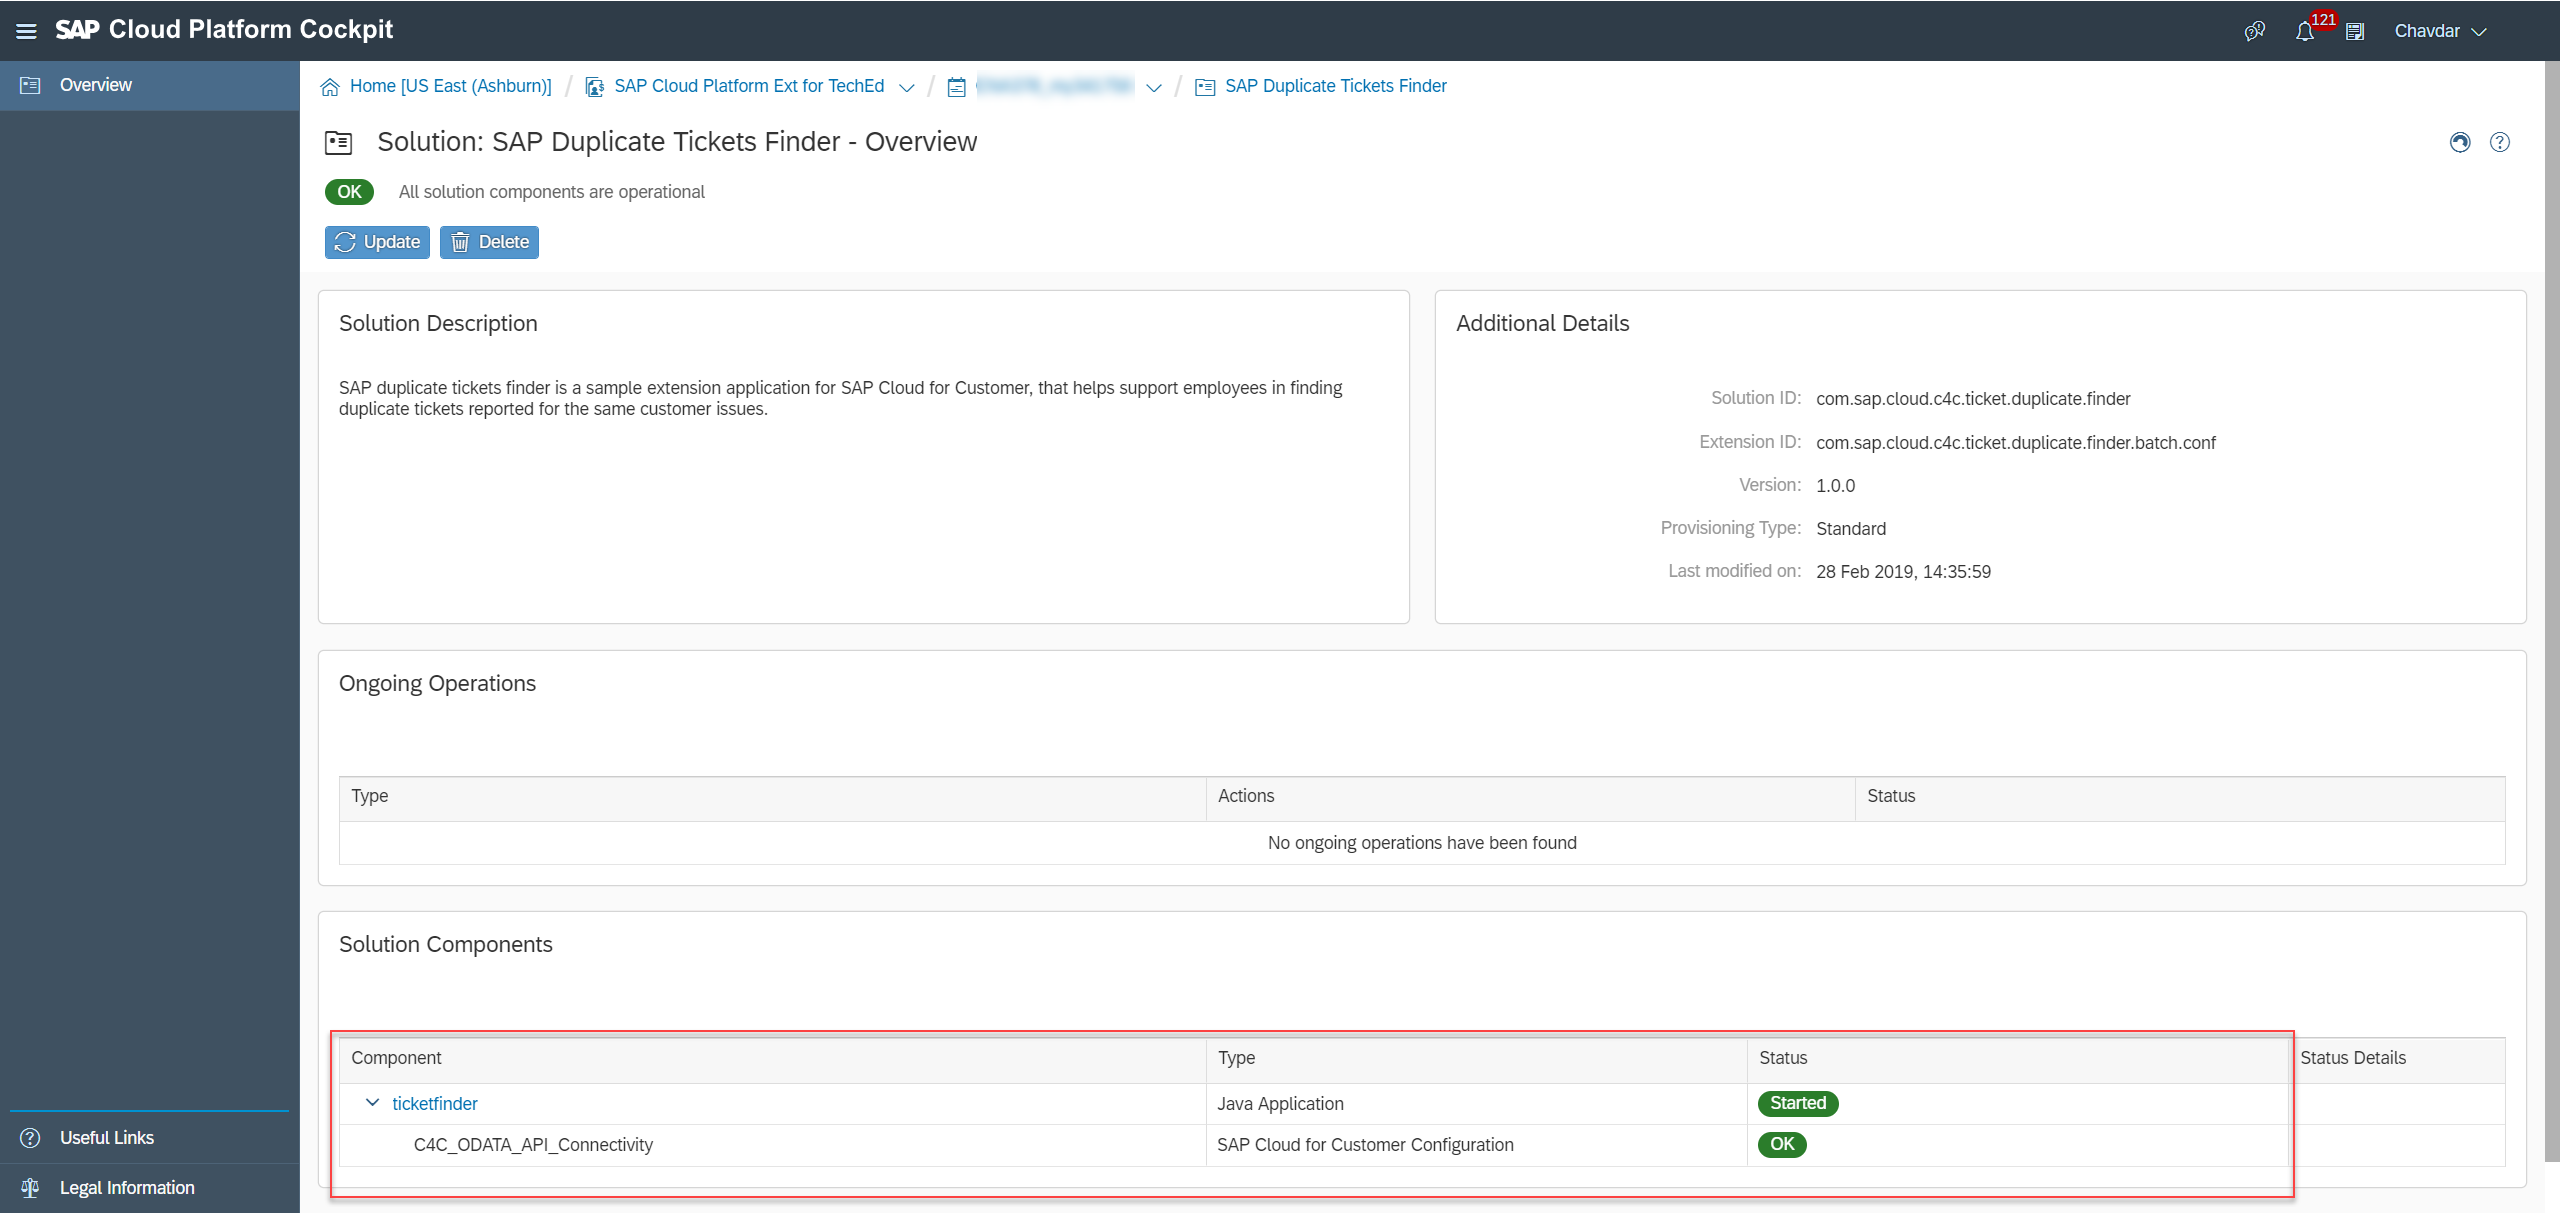 SAP Cloud Platform Cockpit
121
Chavdar
Overview
Home [US East (Ashburn)] / SAP Cloud Platform Ext for TechEd / / SAP Duplicate Tickets Finder
Solution: SAP Duplicate Tickets Finder - Overview
OK All solution components are operational
Update Delete
Solution Description
SAP duplicate tickets finder is a sample extension application for SAP Cloud for Customer, that helps support employees in finding
duplicate tickets reported for the same customer issues.
Additional Details
Solution ID: com.sap.cloud.c4c.ticket.duplicate.finder
Extension ID: com.sap.cloud.c4c.ticket.duplicate.finder.batch.conf
Version: 1.0.0
Provisioning Type: Standard
Last modified on: 28 Feb 2019, 14:35:59
Ongoing Operations
Type Actions Status
No ongoing operations have been found
Solution Components
Component Type Status Status Details
ticketfinder Java Application Started
C4C_ODATA_API_Connectivity SAP Cloud for Customer Configuration OK
Useful Links
Legal Information